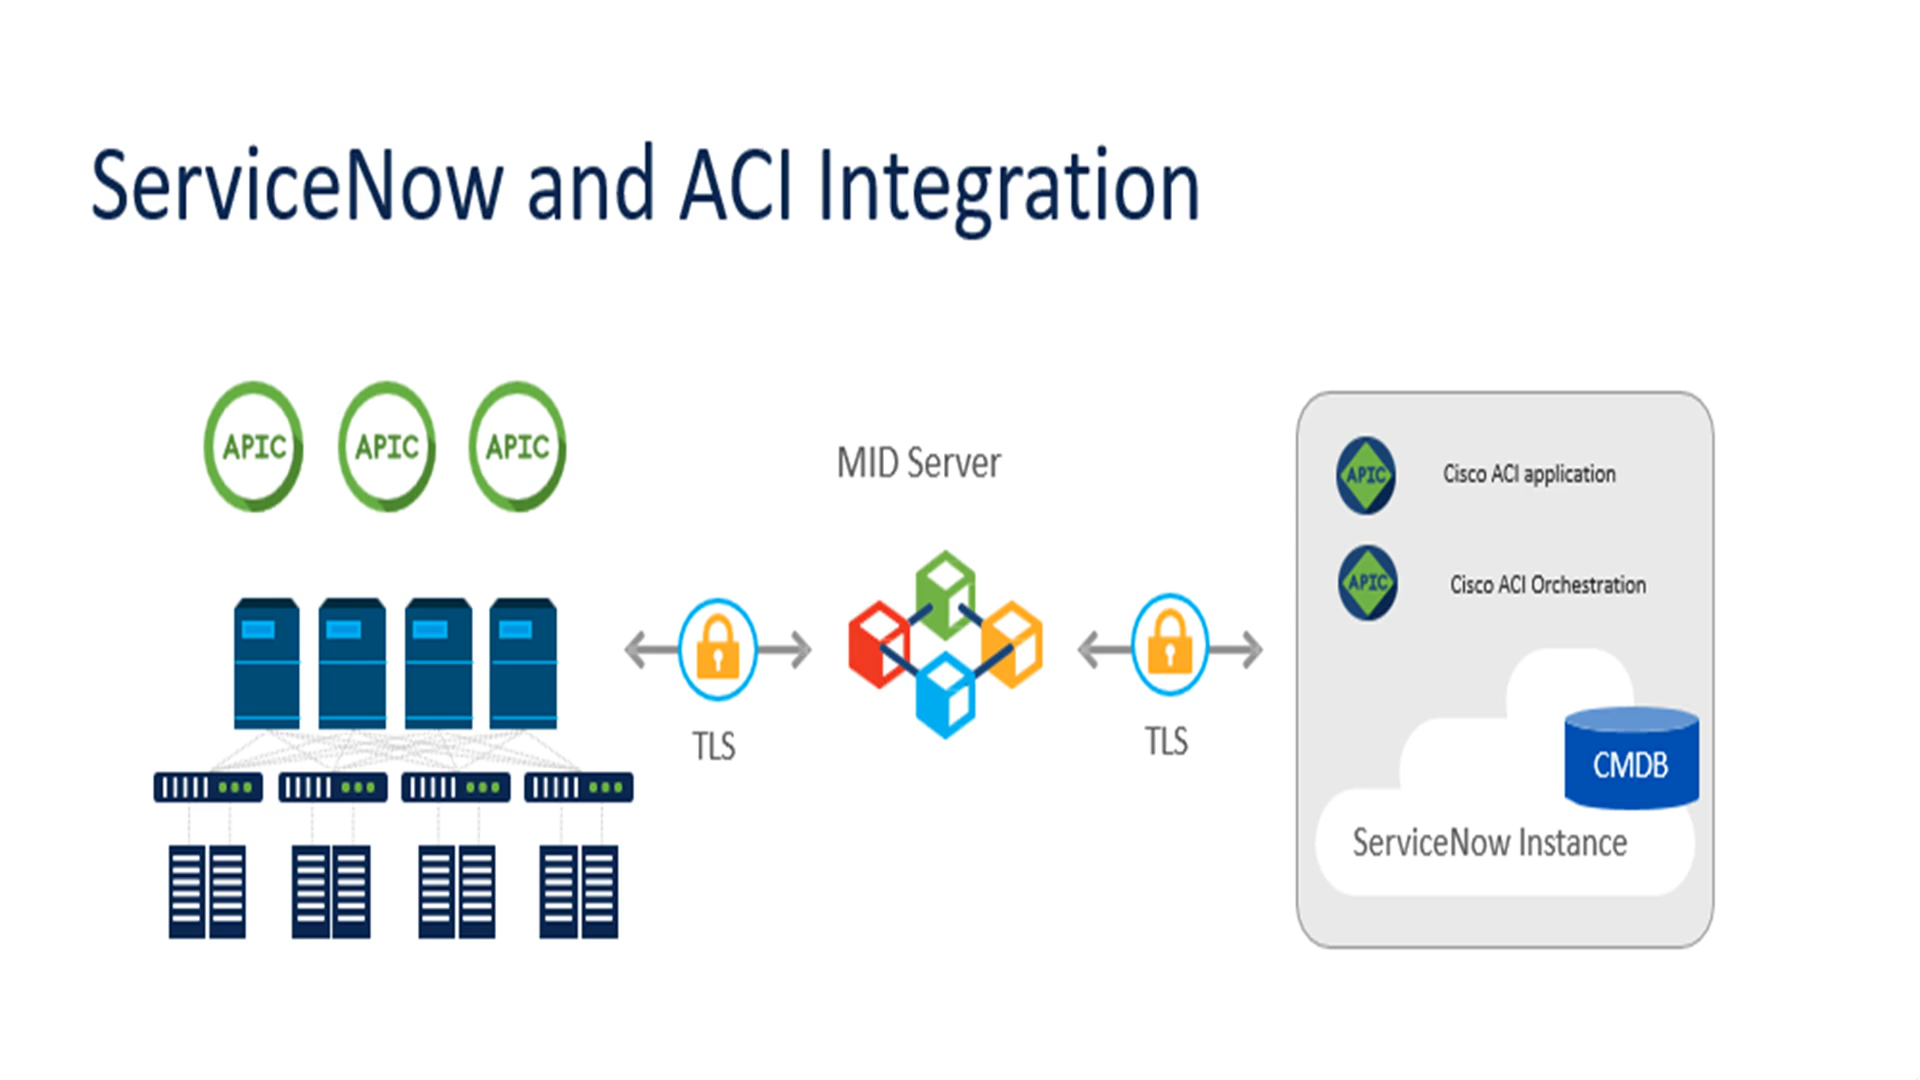 ServiceNow and ACI Integration
APIC
APIC
APIC
MID Server
TLS
TLS
APIC
Cisco ACI application
APIC
Cisco ACI Orchestration
CMDB
ServiceNow Instance